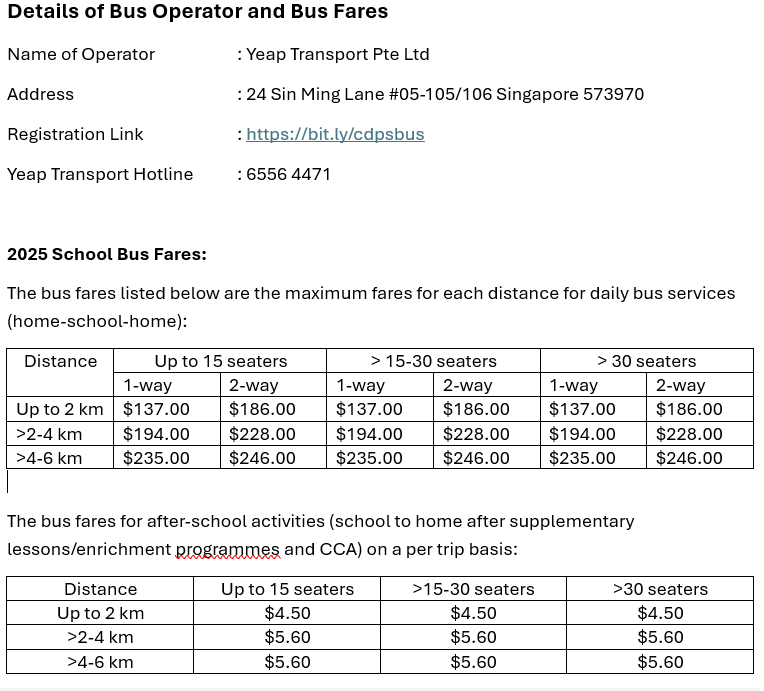 Details of Bus Operator and Bus Fares
Name of Operator : Yeap Transport Pte Ltd
Address : 24 Sin Ming Lane #05-105/106 Singapore 573970
Registration Link : https://bit.ly/cdpsbus
Yeap Transport Hotline : 6556 4471
2025 School Bus Fares:
The bus fares listed below are the maximum fares for each distance for daily bus services
(home-school-home):
Distance Up to 15 seaters > 15-30 seaters > 30 seaters
1-way 2-way 1-way 2-way 1-way 2-way
Up to 2 km $137.00 $186.00 $137.00 $186.00 $137.00 $186.00
>2-4 km $194.00 $228.00 $194.00 $228.00 $194.00 $228.00
>4-6 km $235.00 $246.00 $235.00 $246.00 $235.00 $246.00
The bus fares for after-school activities (school to home after supplementary
lessons/enrichment programmes and CCA) on a per trip basis:
Distance Up to 15 seaters >15-30 seaters >30 seaters
Up to 2 km $4.50 $4.50 $4.50
>2-4 km $5.60 $5.60 $5.60
>4-6 km $5.60 $5.60 $5.60